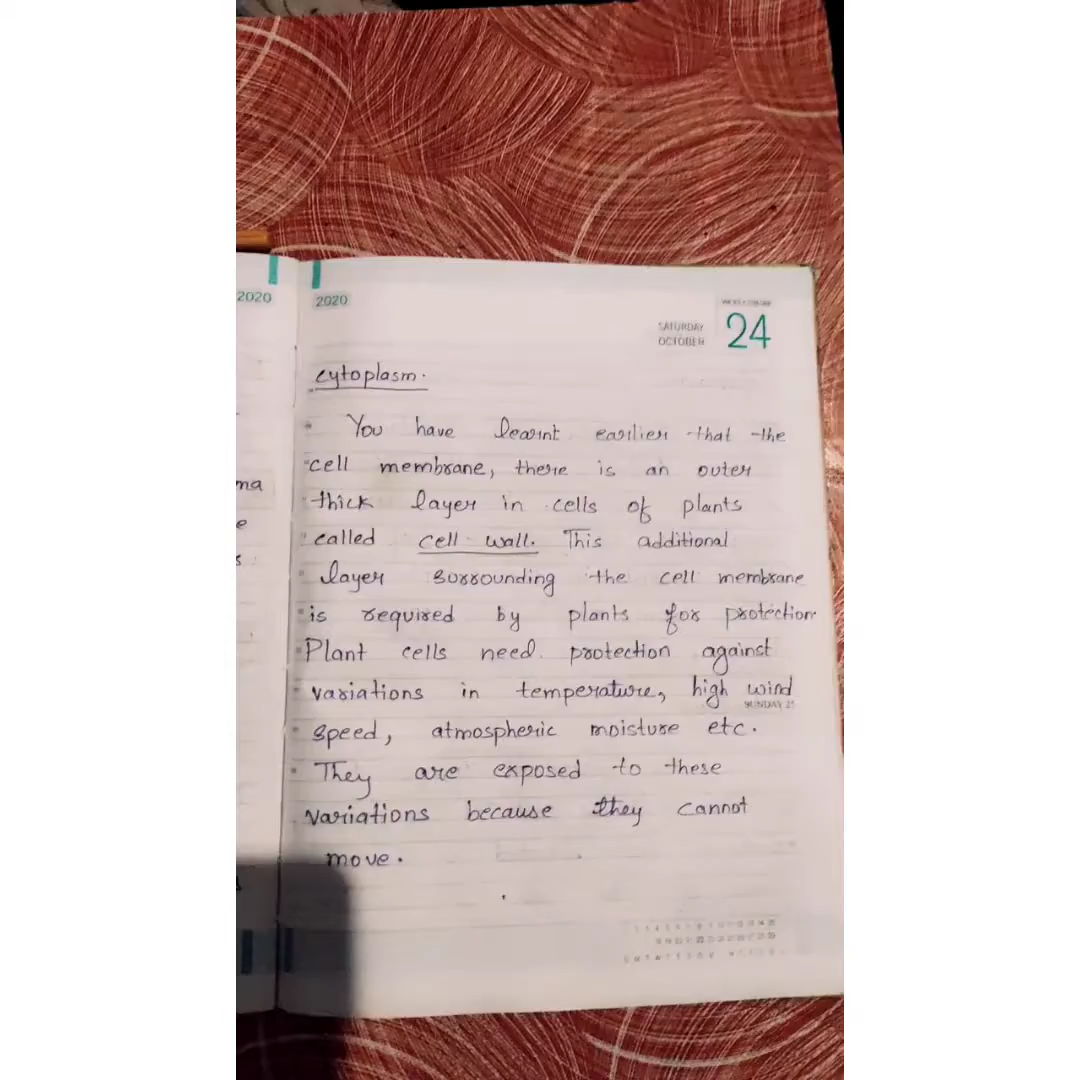 2020
2020
SATURDAY
OCTOBER
24
cytoplasm.
ma
e
s
You have learnt earlier that the
cell membrane, there is an outer
thick layer in cells of plants
called cell wall. This additional
layer surrounding the cell membrane
is required by plants for protection
Plant cells need protection against
variations in temperature, high wind
SUNDAY 25
speed, atmospheric moisture etc.
They are exposed to these
variations because they cannot
move.